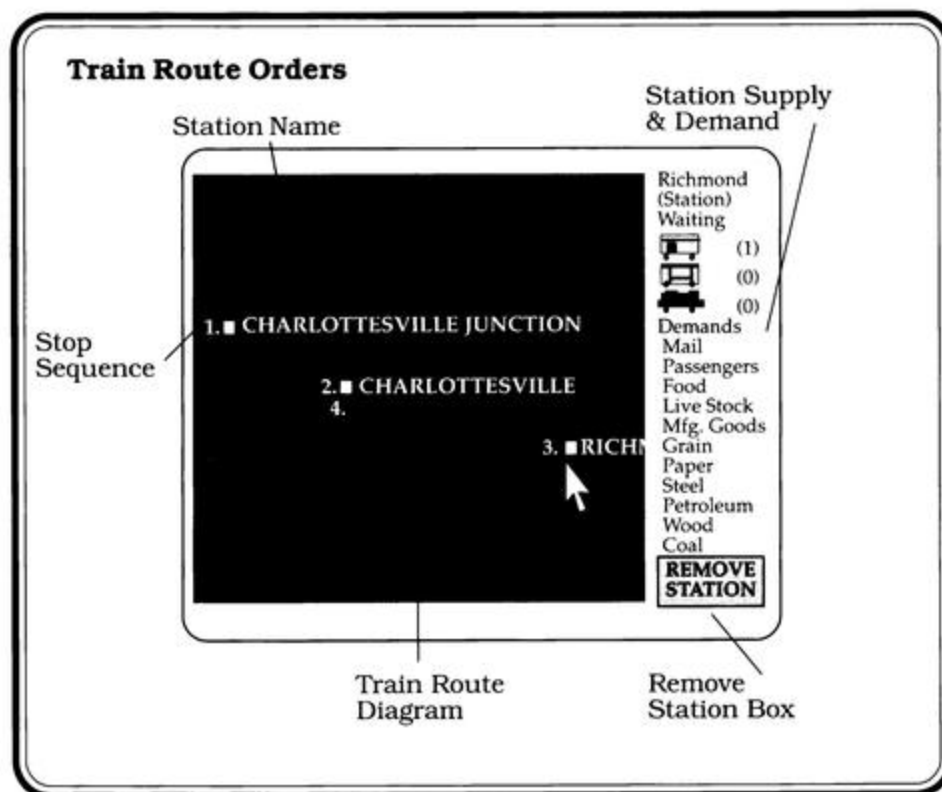 Train Route Orders
Station Name
Station Supply
& Demand
Richmond
(Station)
Waiting
(1)
(0)
(0)
Demands
Mail
Passengers
Food
Live Stock
Mfg. Goods
Grain
Paper
Steel
Petroleum
Wood
Coal
REMOVE
STATION
1. CHARLOTTESVILLE JUNCTION
2. CHARLOTTESVILLE
4.
3. RICHM
Stop
Sequence
Train Route
Diagram
Remove
Station Box